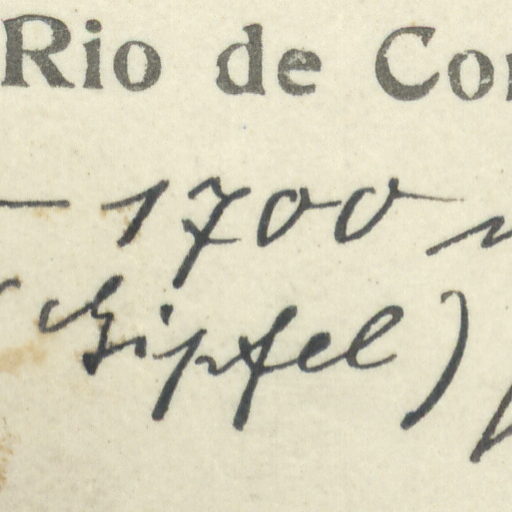 Rio de Co
– 1700 m
(Gipfel)